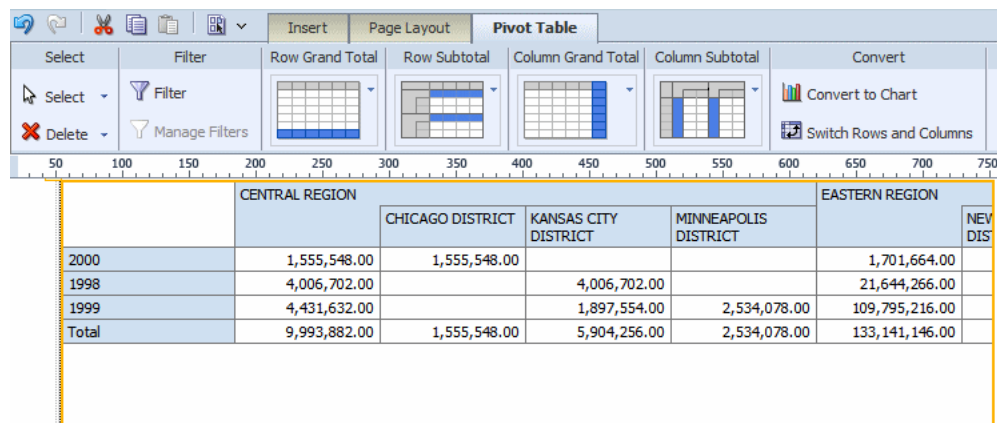 Insert Page Layout Pivot Table
Select Filter Row Grand Total Row Subtotal Column Grand Total Column Subtotal Convert
Select Filter Convert to Chart
Delete Manage Filters Switch Rows and Columns
50 100 150 200 250 300 350 400 450 500 550 600 650 700 750
CENTRAL REGION EASTERN REGION
CHICAGO DISTRICT KANSAS CITY MINNEAPOLIS NEW
DISTRICT DISTRICT DIST
2000 1,555,548.00 1,555,548.00 1,701,664.00
1998 4,006,702.00 4,006,702.00 21,644,266.00
1999 4,431,632.00 1,897,554.00 2,534,078.00 109,795,216.00
Total 9,993,882.00 1,555,548.00 5,904,256.00 2,534,078.00 133,141,146.00